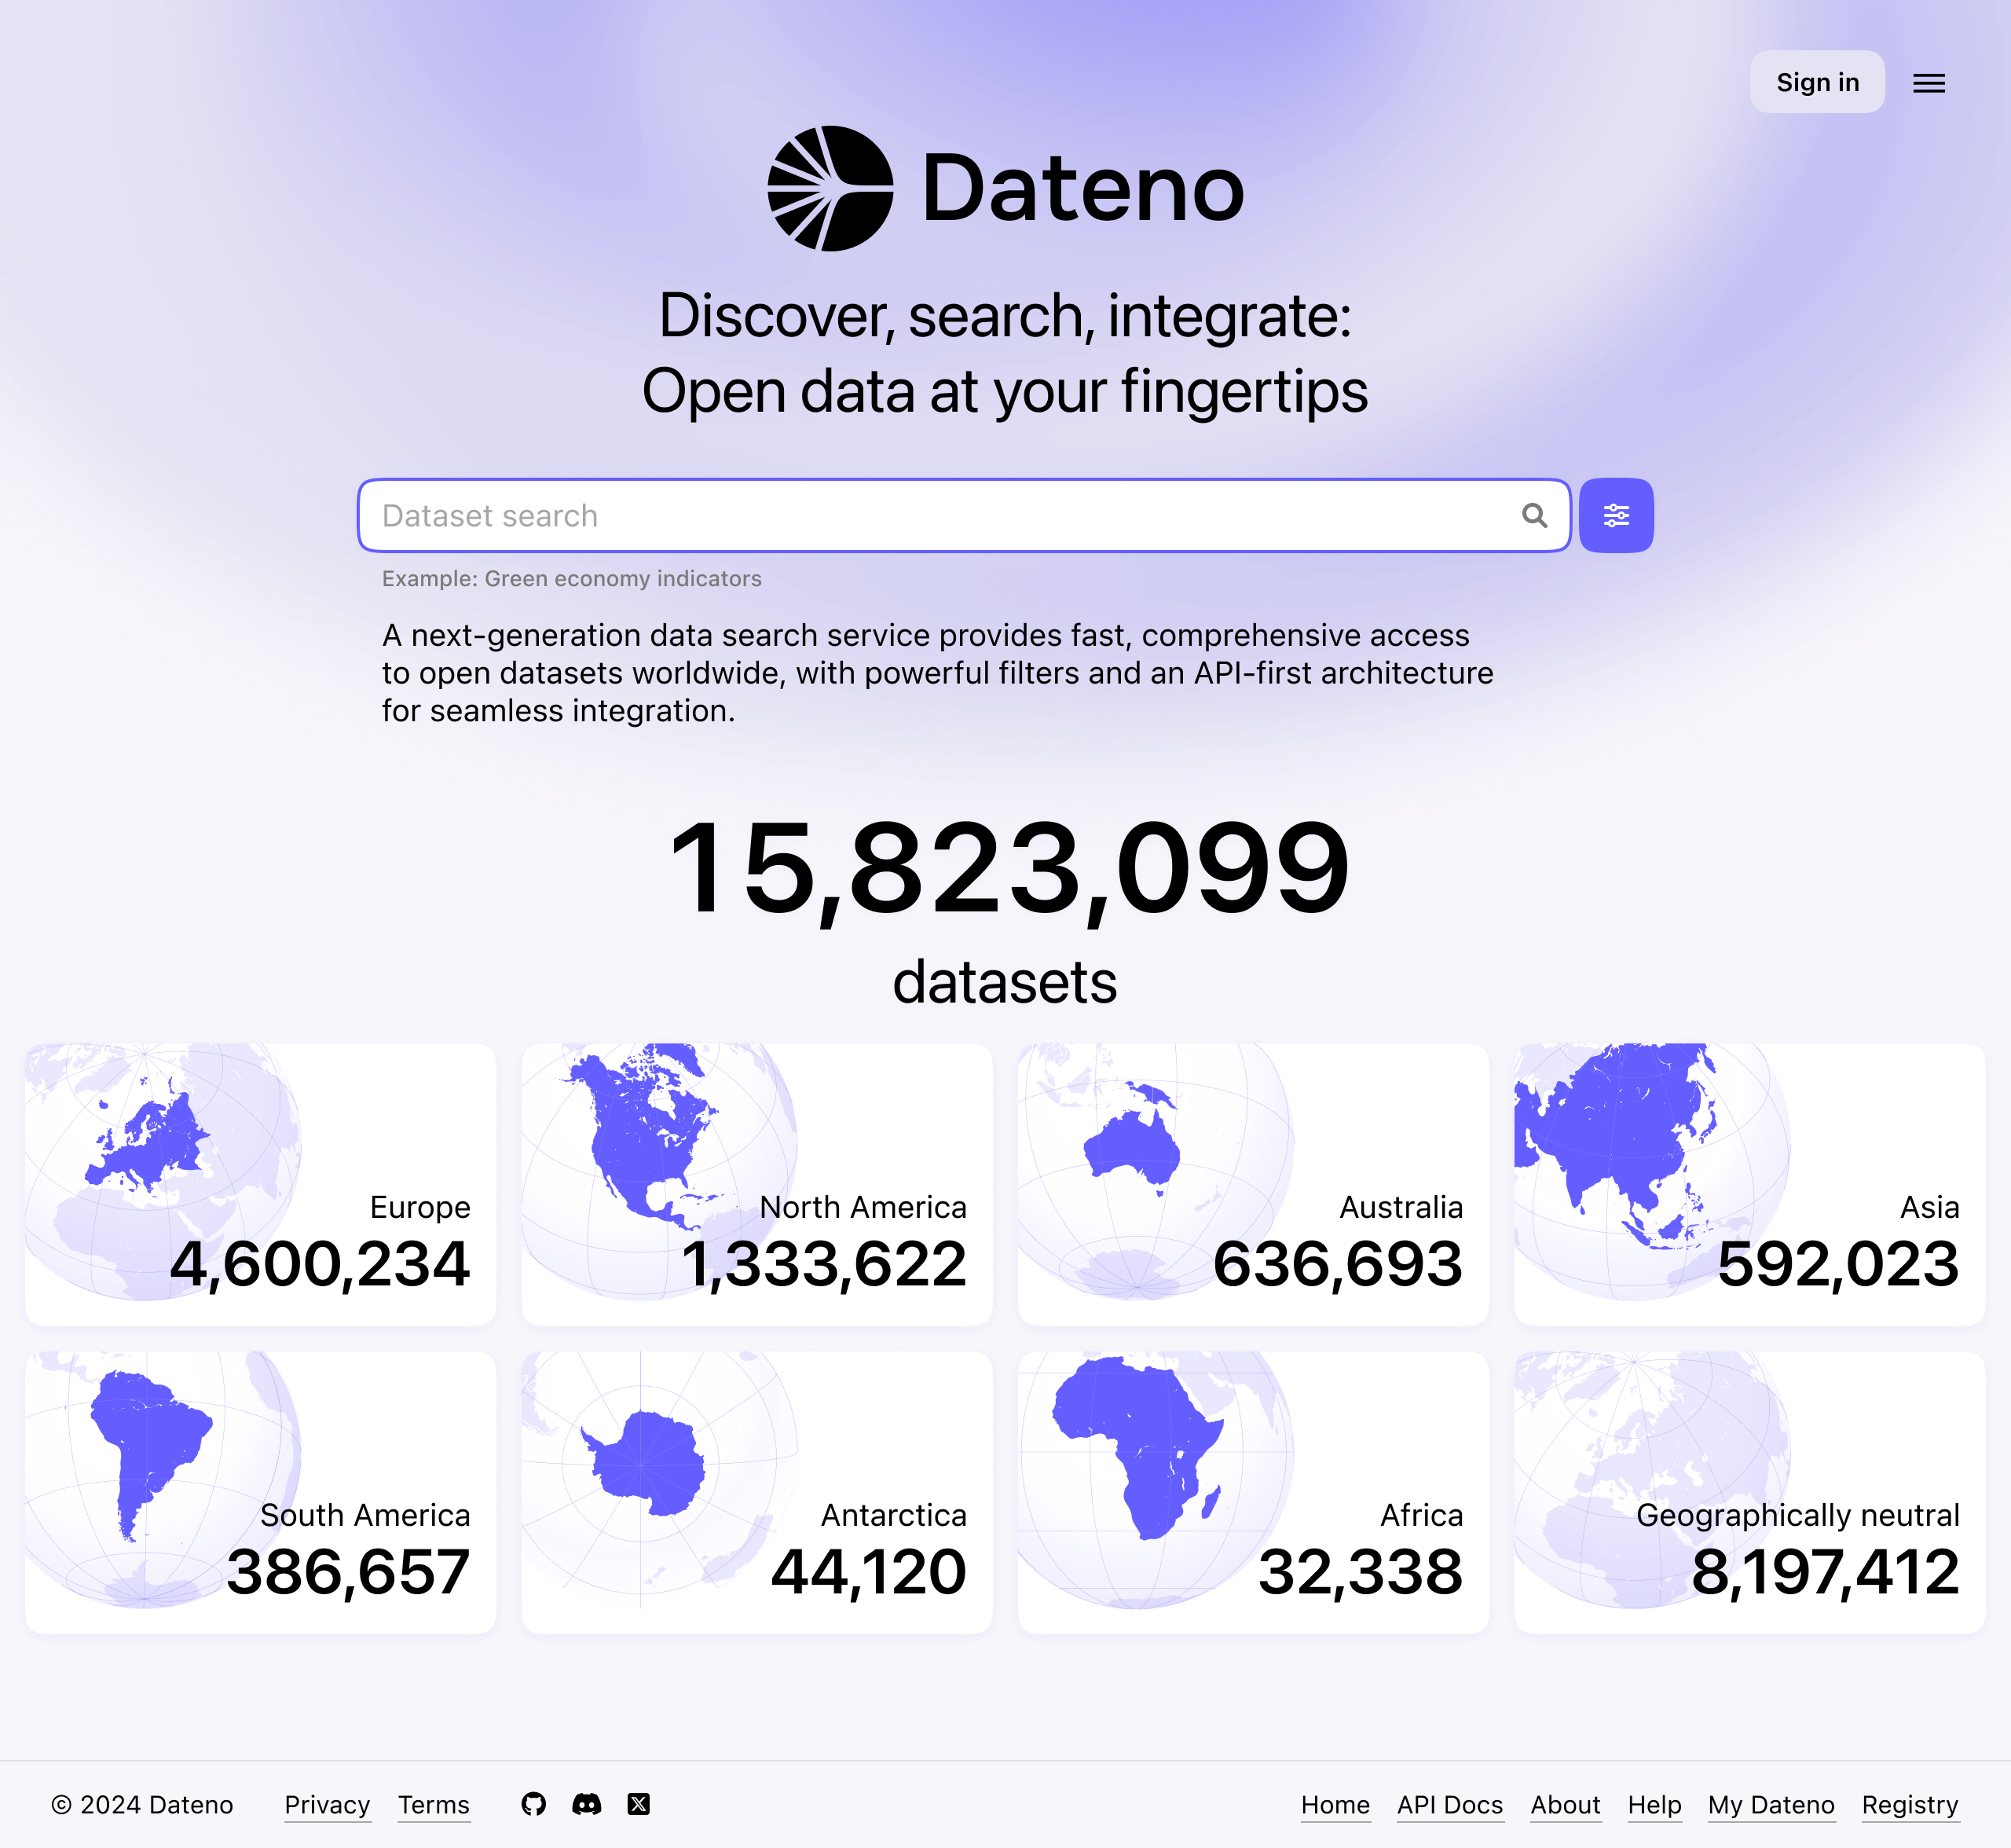 Sign in
Dateno
Discover, search, integrate:
Open data at your fingertips
Dataset search
Example: Green economy indicators
A next-generation data search service provides fast, comprehensive access
to open datasets worldwide, with powerful filters and an API-first architecture
for seamless integration.
15,823,099
datasets
Europe
4,600,234
North America
1,333,622
Australia
636,693
Asia
592,023
South America
386,657
Antarctica
44,120
Africa
32,338
Geographically neutral
8,197,412
© 2024 Dateno Privacy Terms Home API Docs About Help My Dateno Registry